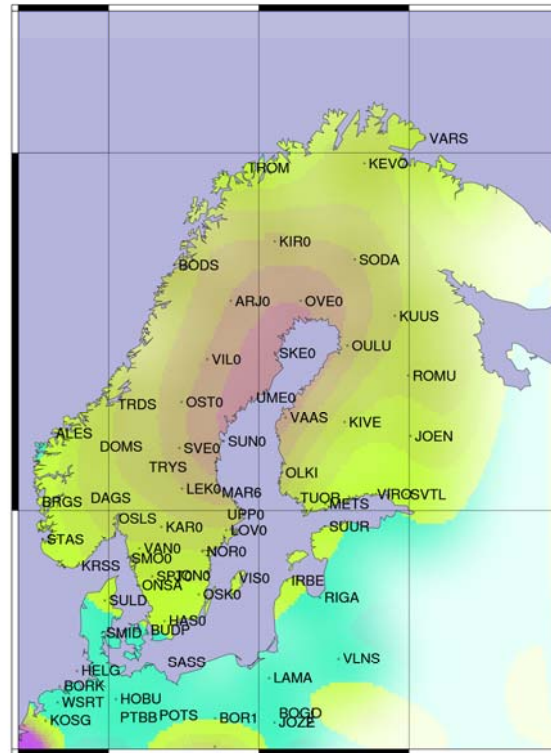 VARS
TROM
KEVO
KIR0
BODS
SODA
ARJ0
OVE0
KUUS
SKE0
OULU
VIL0
ROMU
UME0
TRDS
OST0
VAAS
KIVE
ALES
JOEN
SUN0
DOMS
SVE0
TRYS
OLKI
LEK0
MAR6
DAGS
BRGS
TUOR
METS
VIRO
SVTL
OSLS
UPP0
KAR0
LOV0
SUUR
STAS
VAN0
NOR0
SMO0
KRSS
SPT0
JON0
VIS0
IRBE
ONSA
OSK0
RIGA
SULD
HAS0
BUDP
SMID
SASS
VLNS
HELG
LAMA
BORK
HOBU
WSRT
PTBB
POTS
BOR1
BOGO
KOSG
JOZE